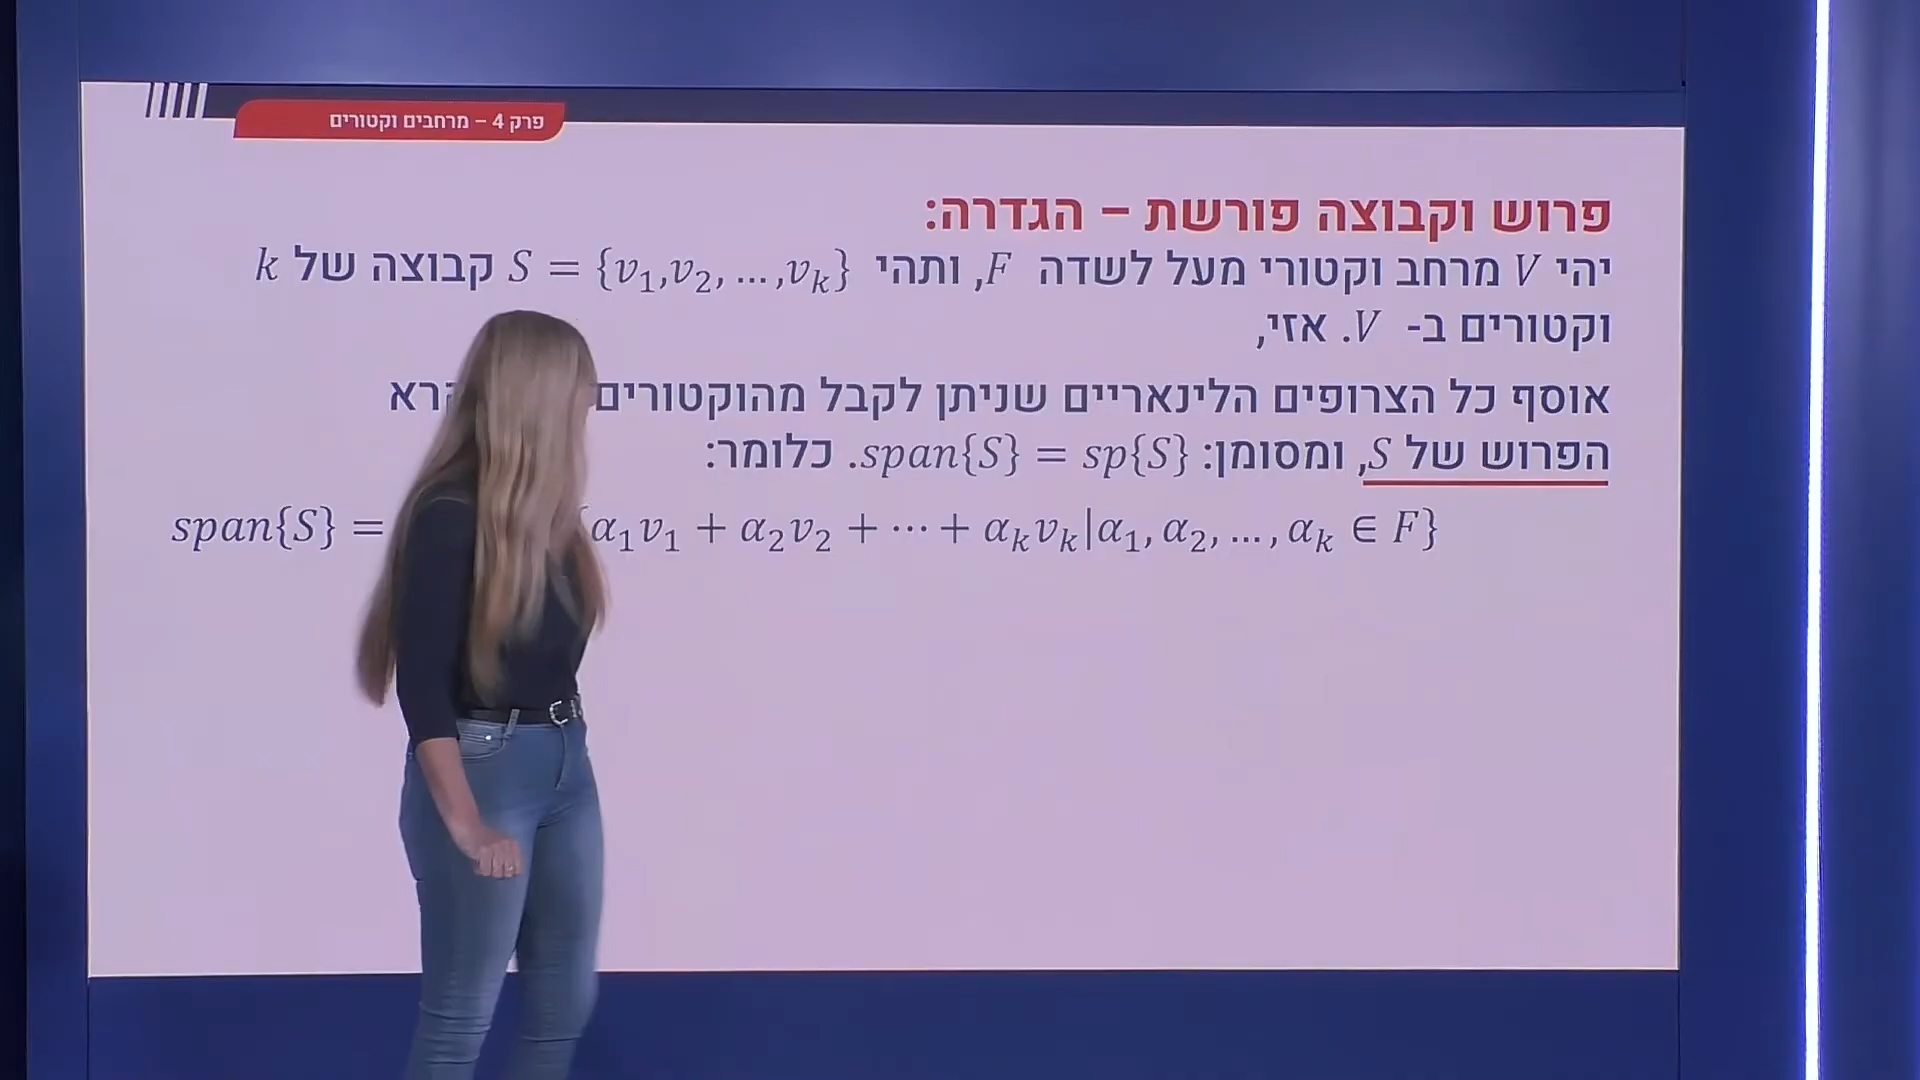 פרק 4 – מרחבים וקטורים
פרוש וקבוצה פורשת – הגדרה:
יהי V מרחב וקטורי מעל לשדה F, ותהי S = {v₁,v₂, …,vₖ} קבוצה של k
וקטורים ב- V. אזי,
אוסף כל הצרופים הלינאריים שניתן לקבל מהוקטורים
הפרוש של S, ומסומן: span{S} = sp{S}. כלומר:
span{S} = {α₁v₁ + α₂v₂ + ⋯ + αₖvₖ|α₁, α₂, … , αₖ ∈ F}